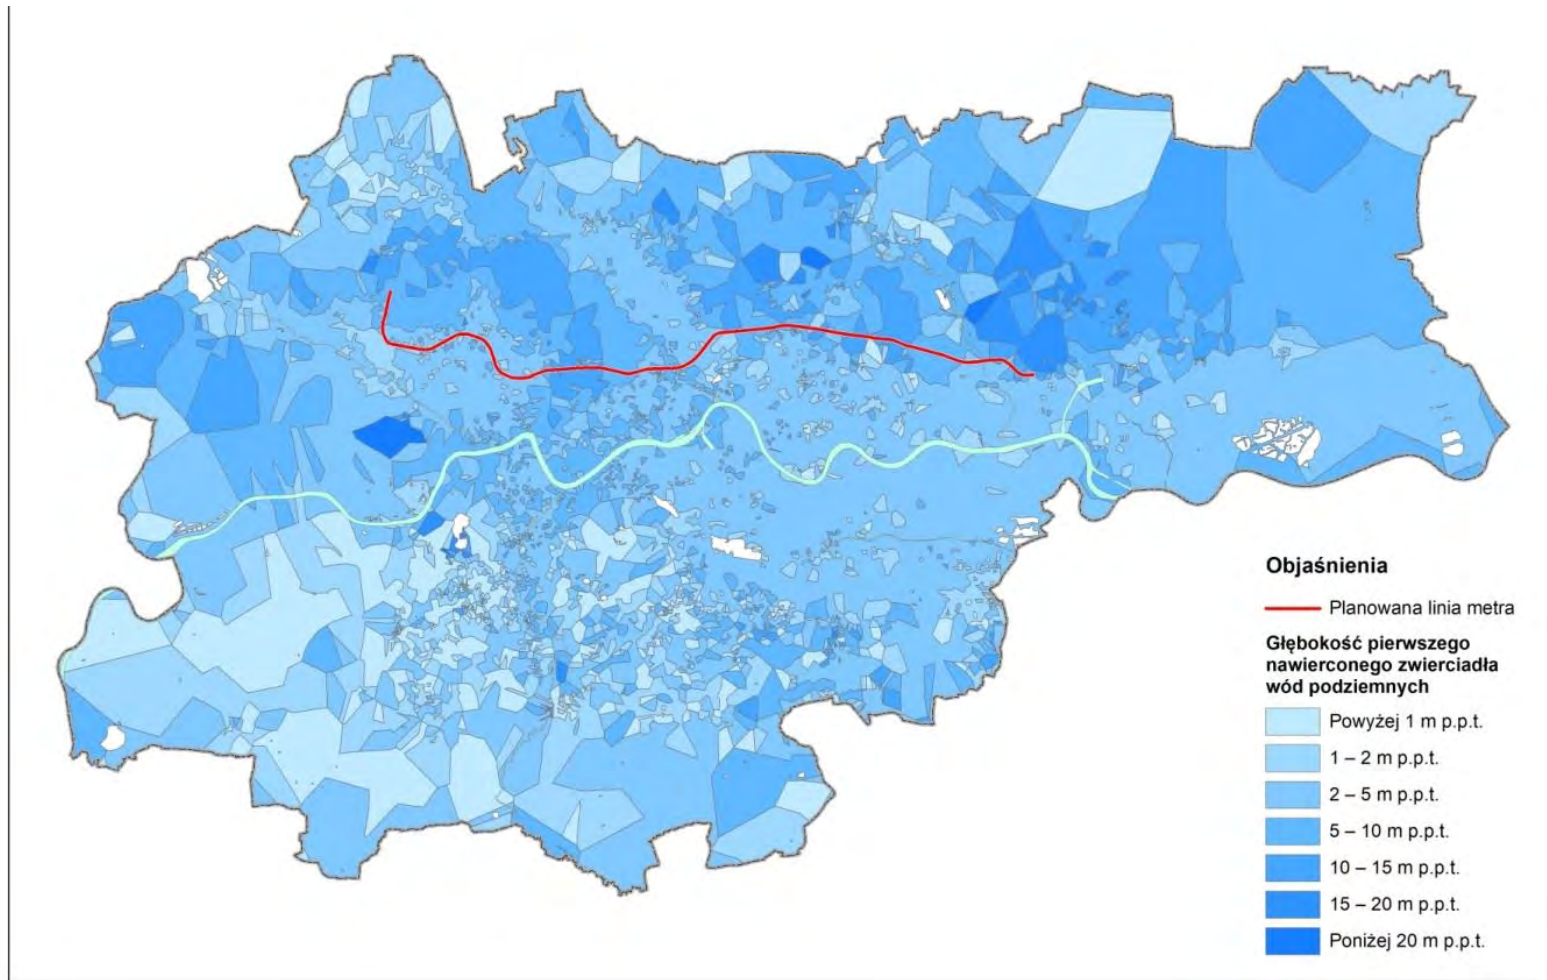 Objaśnienia
Planowana linia metra
Głębokość pierwszego
nawierconego zwierciadła
wód podziemnych
Powyżej 1 m p.p.t.
1 – 2 m p.p.t.
2 – 5 m p.p.t.
5 – 10 m p.p.t.
10 – 15 m p.p.t.
15 – 20 m p.p.t.
Poniżej 20 m p.p.t.